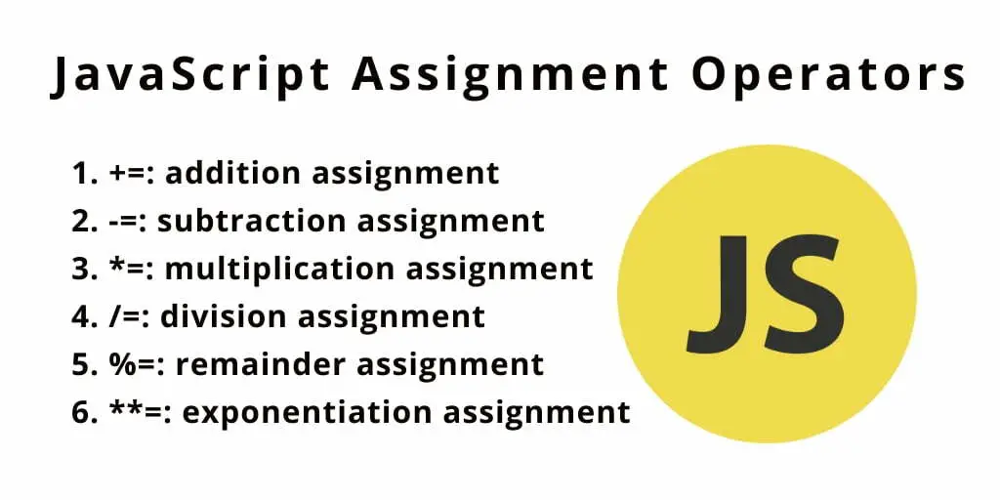 JavaScript Assignment Operators
1. +=: addition assignment
2. -=: subtraction assignment
3. *=: multiplication assignment
4. /=: division assignment
5. %=: remainder assignment
6. **=: exponentiation assignment
JS